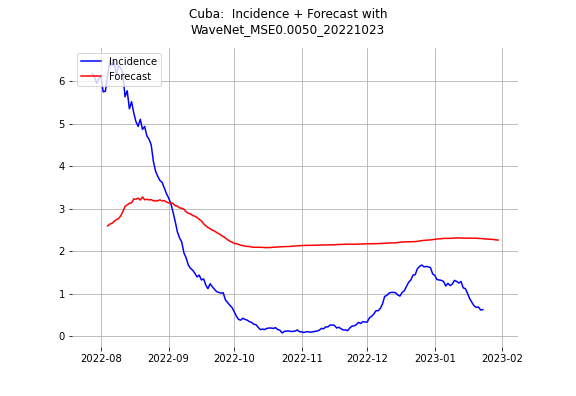 Cuba:  Incidence + Forecast with
WaveNet_MSE0.0050_20221023
Incidence
Forecast
6
5
4
3
2
1
0
2022-08 2022-09 2022-10 2022-11 2022-12 2023-01 2023-02